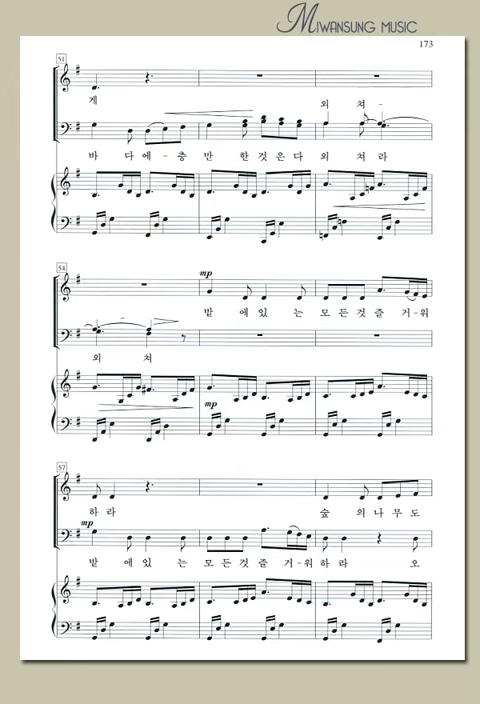 MIWANSUNG MUSIC
173
51
게 외 쳐-
바 다에-충 만 한것은다 외 쳐 라
54
mp
밭 에있 는 모든것즐 거-워
외 쳐
mp
57
하 라 숲 의나무도
mp
밭 에있 는 모든것즐 거-워하 라 오